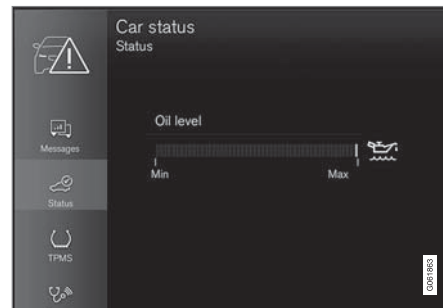 Car status
Status
Oil level
Min Max
Messages
Status
TPMS
G061863